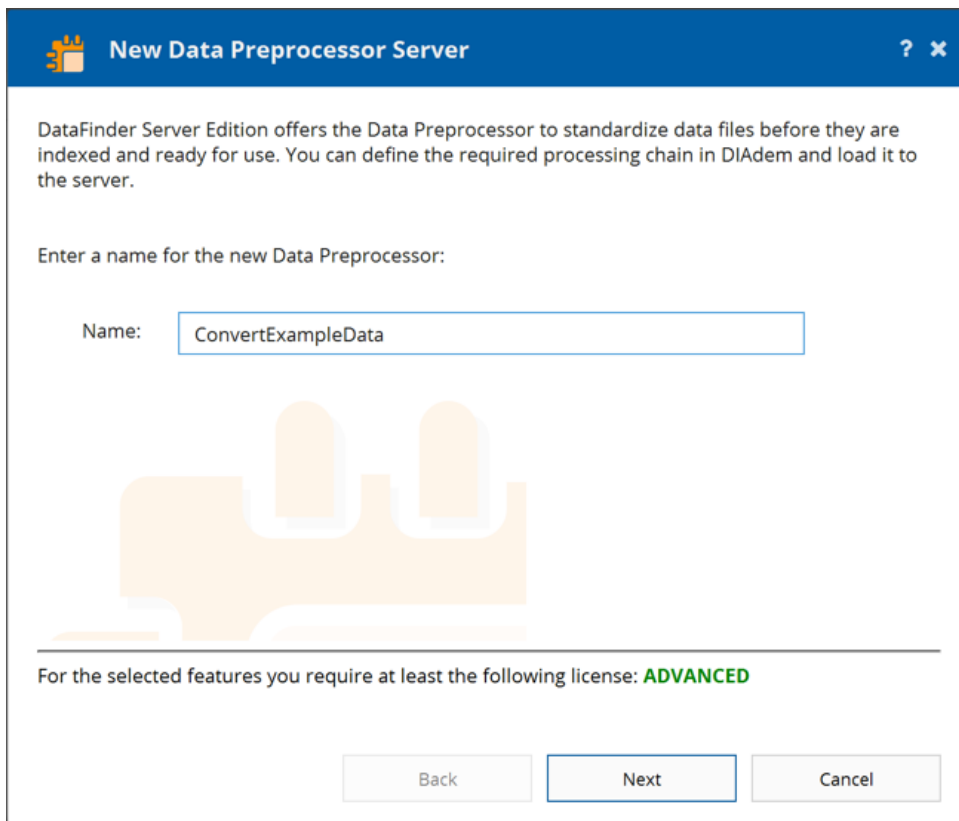 New Data Preprocessor Server
DataFinder Server Edition offers the Data Preprocessor to standardize data files before they are
indexed and ready for use. You can define the required processing chain in DIAdem and load it to
the server.
Enter a name for the new Data Preprocessor:
Name: ConvertExampleData
For the selected features you require at least the following license: ADVANCED
Back Next Cancel